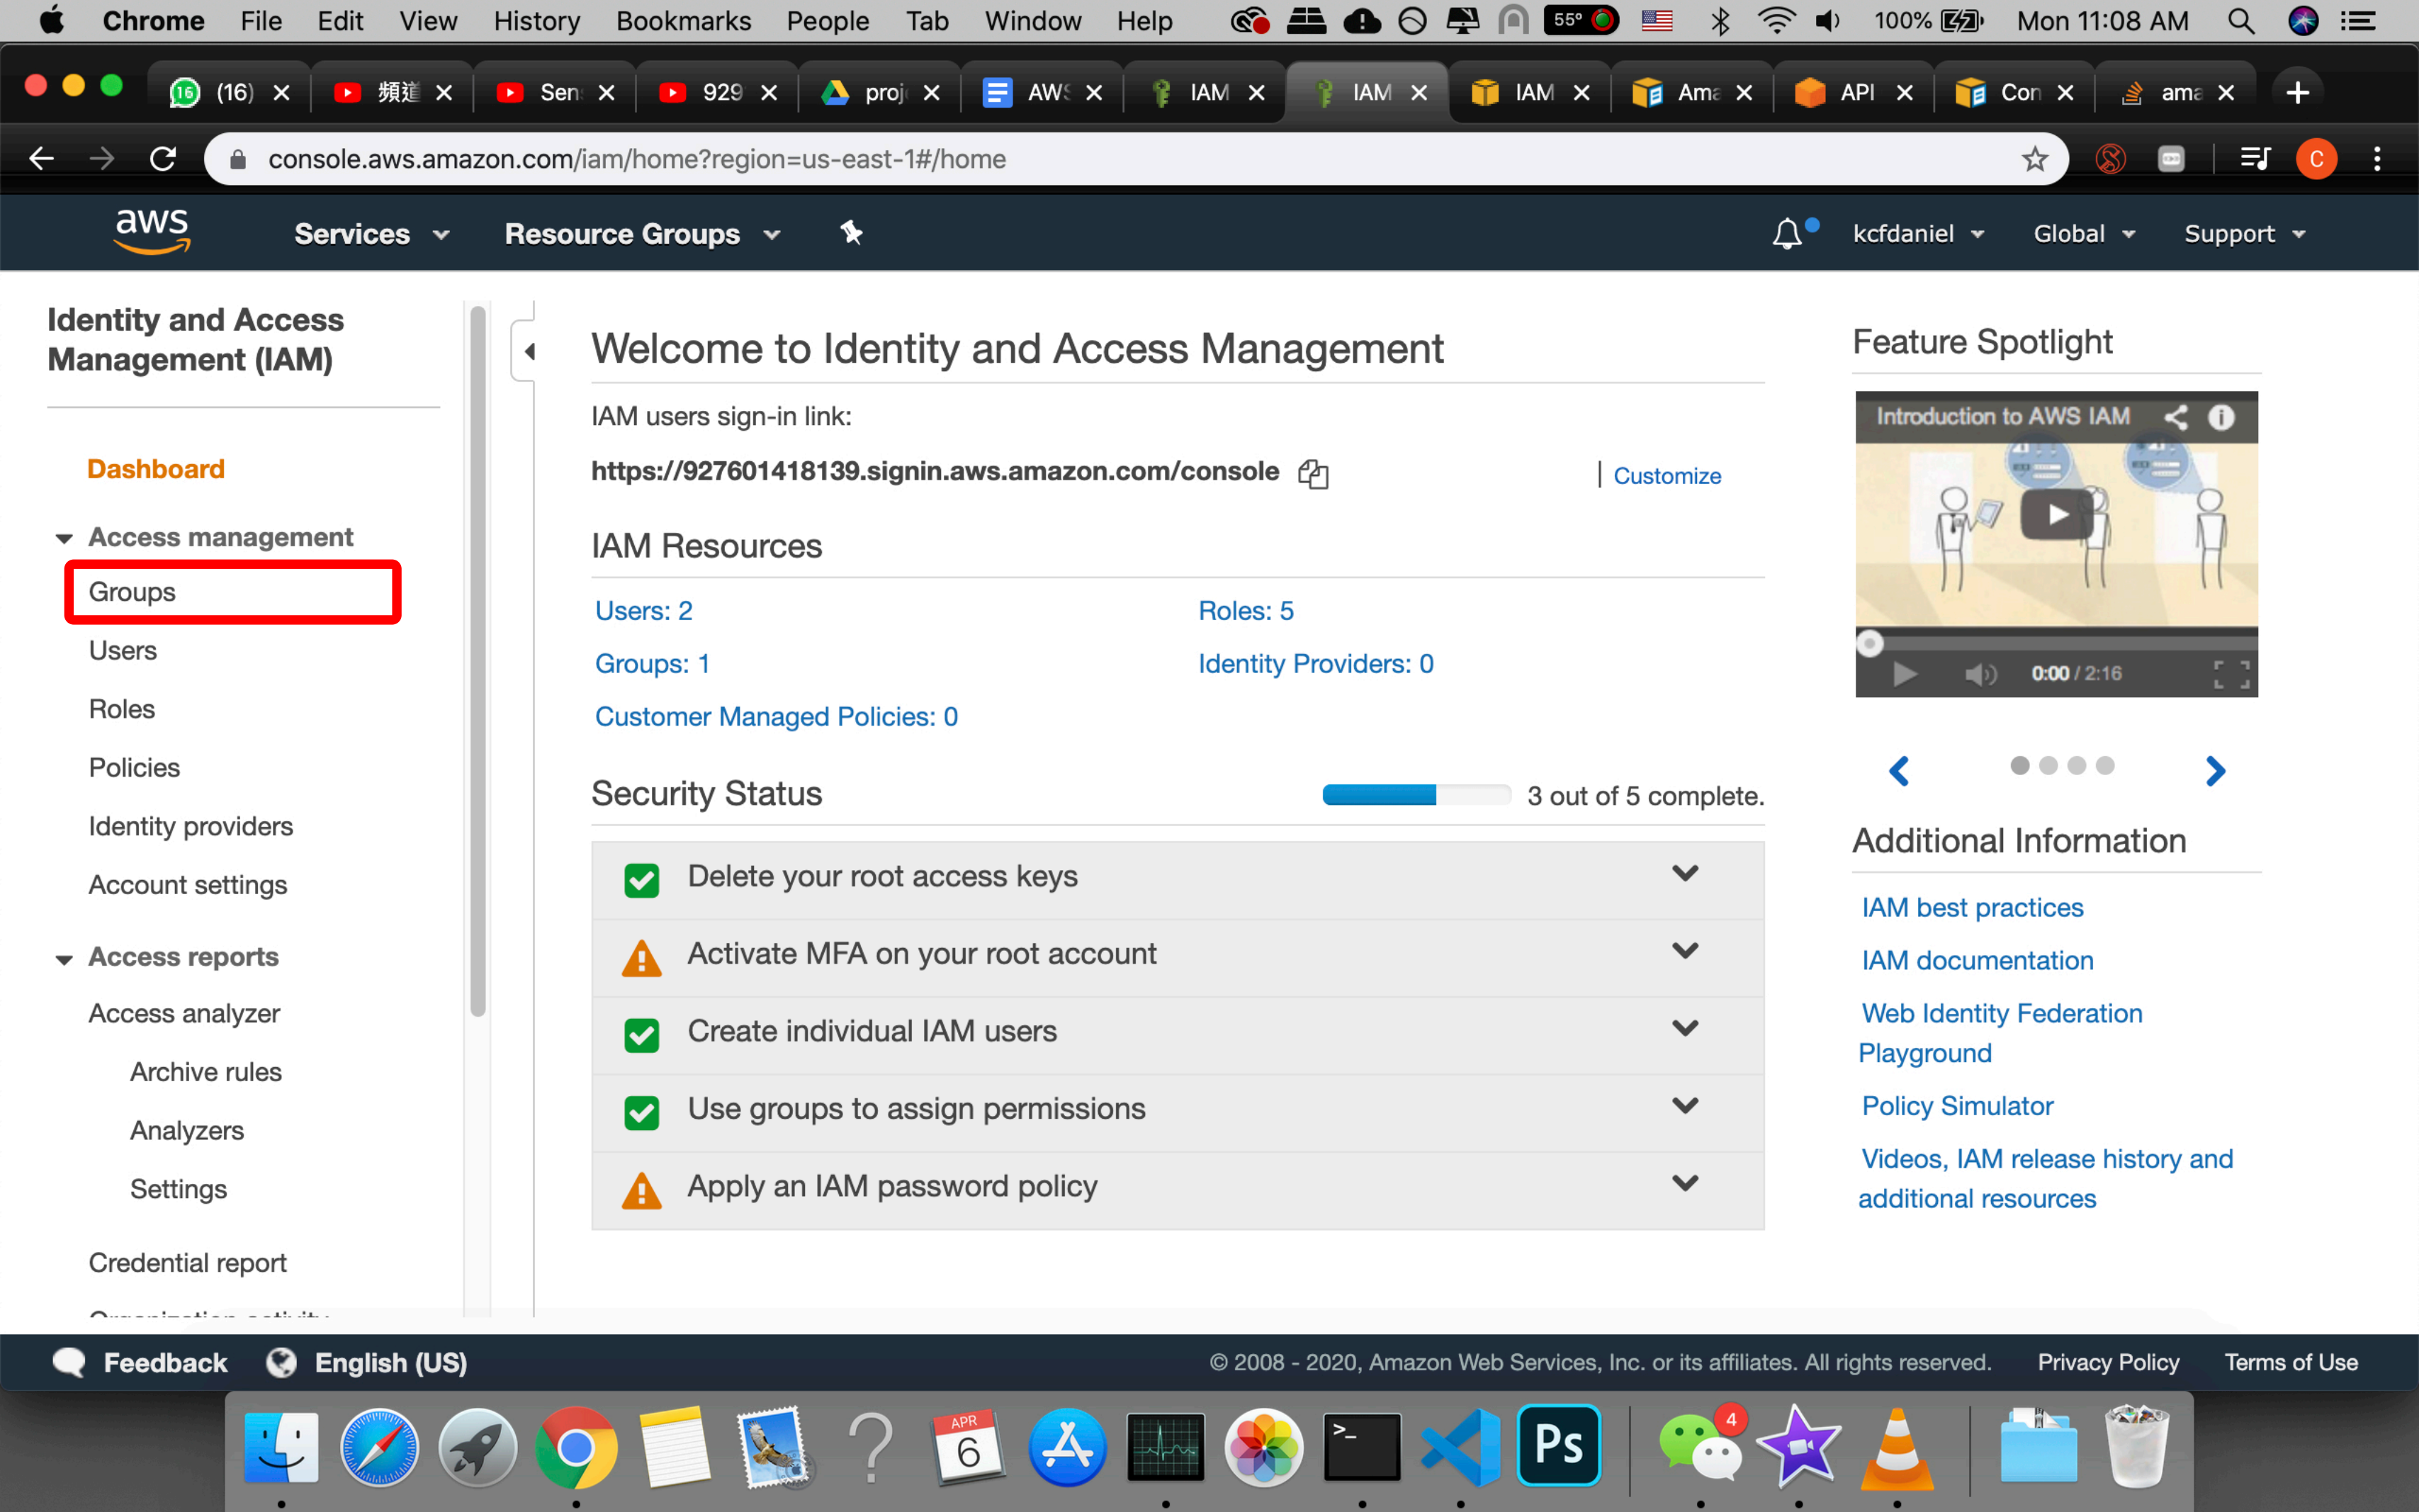 Chrome File Edit View History Bookmarks People Tab Window Help 55° 100% Mon 11:08 AM
16 (16) 頻道 Sen 929 proj AWS IAM IAM IAM Ama API Con ama
console.aws.amazon.com/iam/home?region=us-east-1#/home C
aws Services Resource Groups kcfdaniel Global Support
Identity and Access
Management (IAM)
Dashboard
Access management
Groups
Users
Roles
Policies
Identity providers
Account settings
Access reports
Access analyzer
Archive rules
Analyzers
Settings
Credential report
Welcome to Identity and Access Management
IAM users sign-in link:
https://927601418139.signin.aws.amazon.com/console
Customize
IAM Resources
Users: 2
Roles: 5
Groups: 1
Identity Providers: 0
Customer Managed Policies: 0
Security Status
3 out of 5 complete.
Delete your root access keys
Activate MFA on your root account
Create individual IAM users
Use groups to assign permissions
Apply an IAM password policy
Feature Spotlight
Introduction to AWS IAM
0:00 / 2:16
Additional Information
IAM best practices
IAM documentation
Web Identity Federation
Playground
Policy Simulator
Videos, IAM release history and
additional resources
Feedback English (US) © 2008 - 2020, Amazon Web Services, Inc. or its affiliates. All rights reserved. Privacy Policy Terms of Use
APR
6
>_
Ps
4